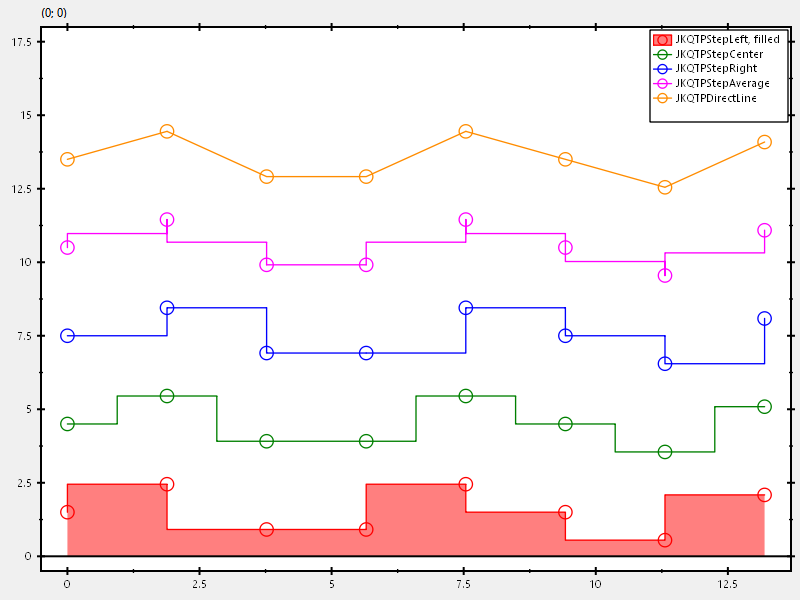 (0; 0)
17.5
15
12.5
10
7.5
5
2.5
0
JKQTPStepLeft, filled
JKQTPStepCenter
JKQTPStepRight
JKQTPStepAverage
JKQTPDirectLine
0 2.5 5 7.5 10 12.5